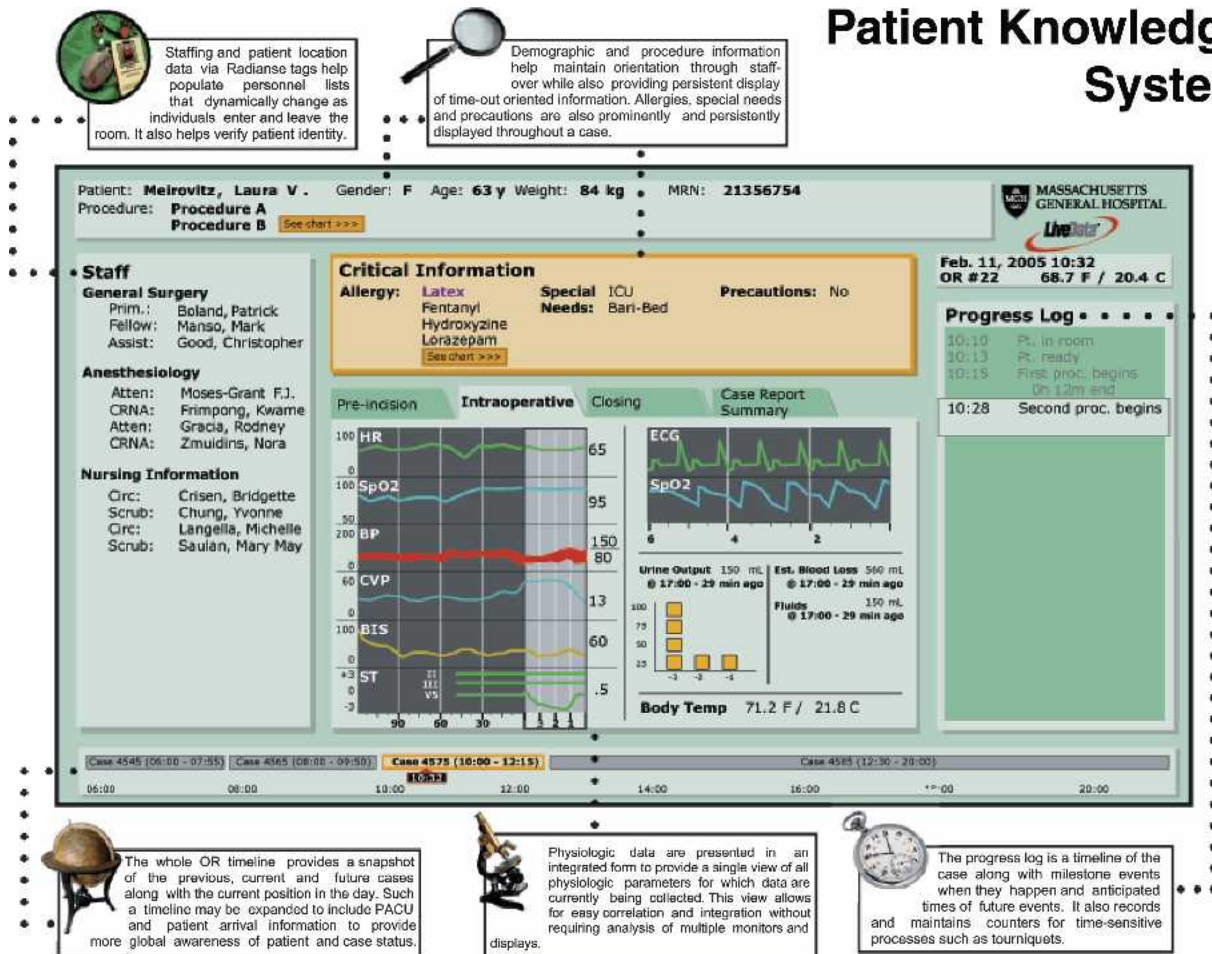 Patient Knowledg
Syste
Staffing and patient location
data via Radianse tags help
populate personnel lists
that dynamically change as
individuals enter and leave the
room. It also helps verify patient identity.
Demographic and procedure information
help maintain orientation through staff-
over while also providing persistent display
of time-out oriented information. Allergies, special needs
and precautions are also prominently and persistently
displayed throughout a case.
Patient: Meirovitz, Laura V . Gender: F Age: 63 y Weight: 84 kg MRN: 21356754
Procedure: Procedure A
Procedure B See chart >>>
MASSACHUSETTS
GENERAL HOSPITAL
LiveData
Feb. 11, 2005 10:32
OR #22 68.7 F / 20.4 C
Staff
General Surgery
Prim.: Boland, Patrick
Fellow: Manso, Mark
Assist: Good, Christopher
Anesthesiology
Atten: Moses-Grant F.J.
CRNA: Frimpong, Kwame
Atten: Gracia, Rodney
CRNA: Zmuidins, Nora
Nursing Information
Circ: Crisen, Bridgette
Scrub: Chung, Yvonne
Circ: Langella, Michelle
Scrub: Saulan, Mary May
Critical Information
Allergy: Latex Special ICU Precautions: No
Fentanyl Needs: Bari-Bed
Hydroxyzine
Lorazepam
See chart >>>
Pre-incision Intraoperative Closing Case Report
Summary
100 HR
0
65
100 SpO2
50
95
200 BP
0
150
80
60 CVP
0
13
100 BIS
0
60
+3 ST II
0 III
-3 V5
.5
90 60 30 3 2 1
ECG
SpO2
6 4 2
Urine Output 150 mL
@ 17:00 - 29 min ago
100
75
50
25
-3 -2 -1
Est. Blood Loss 560 mL
@ 17:00 - 29 min ago
Fluids 150 mL
@ 17:00 - 29 min ago
Body Temp 71.2 F / 21.8 C
Progress Log
10:10 Pt. in room
10:13 Pt. ready
10:15 First proc. begins
0h 12m end
10:28 Second proc. begins
Case 4545 (06:00 - 07:55) Case 4565 (08:00 - 09:50) Case 4575 (10:00 - 12:15) Case 4585 (12:30 - 20:00)
10:32
06:00 08:00 10:00 12:00 14:00 16:00 20:00
The whole OR timeline provides a snapshot
of the previous, current and future cases
along with the current position in the day. Such
a timeline may be expanded to include PACU
and patient arrival information to provide
more global awareness of patient and case status.
Physiologic data are presented in an
integrated form to provide a single view of all
physiologic parameters for which data are
currently being collected. This view allows
for easy correlation and integration without
requiring analysis of multiple monitors and
displays.
The progress log is a timeline of the
case along with milestone events
when they happen and anticipated
times of future events. It also records
and maintains counters for time-sensitive
processes such as tourniquets.